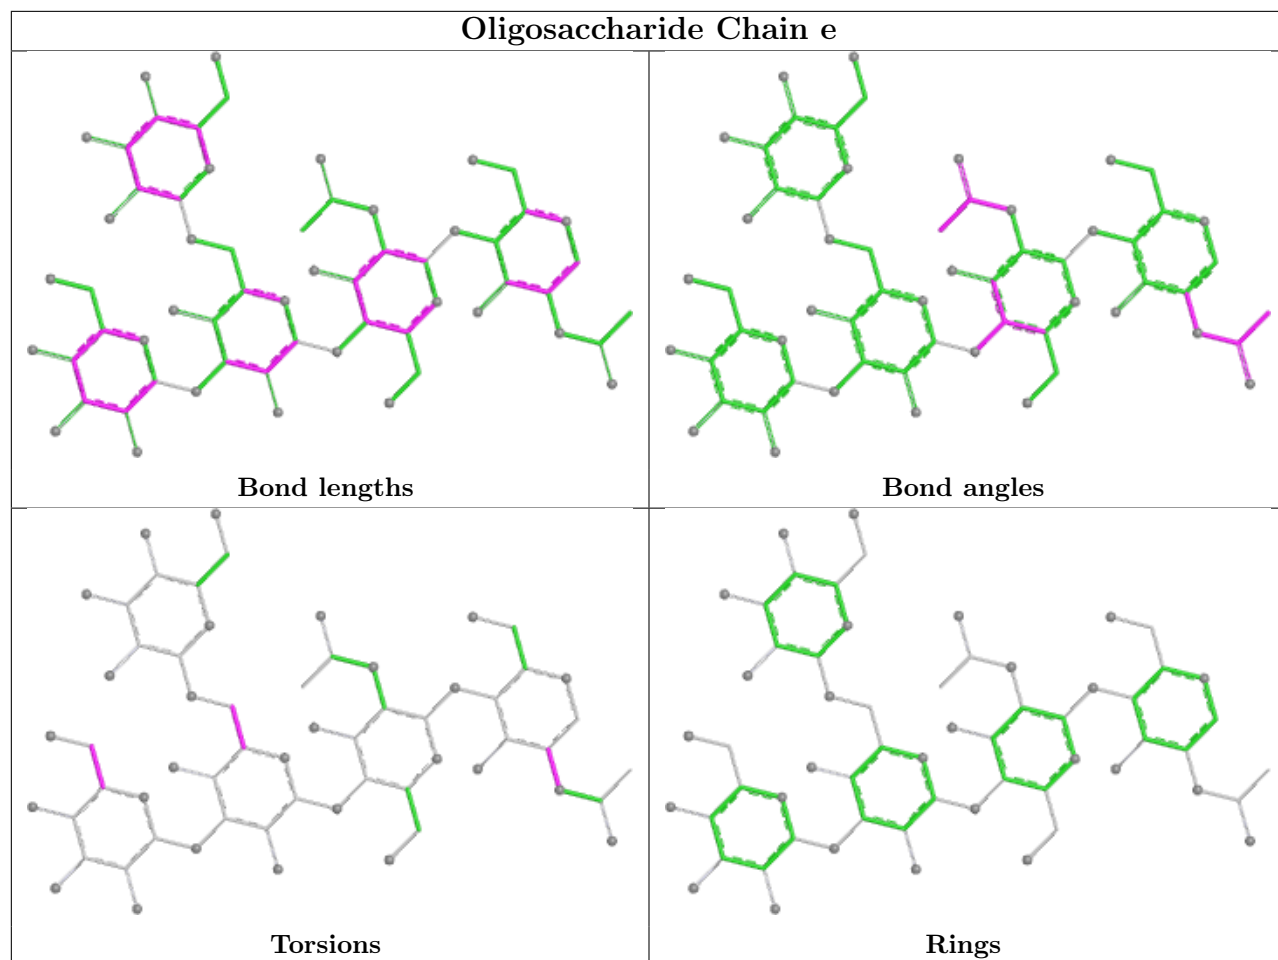 Oligosaccharide Chain e
Bond lengths
Bond angles
Torsions
Rings